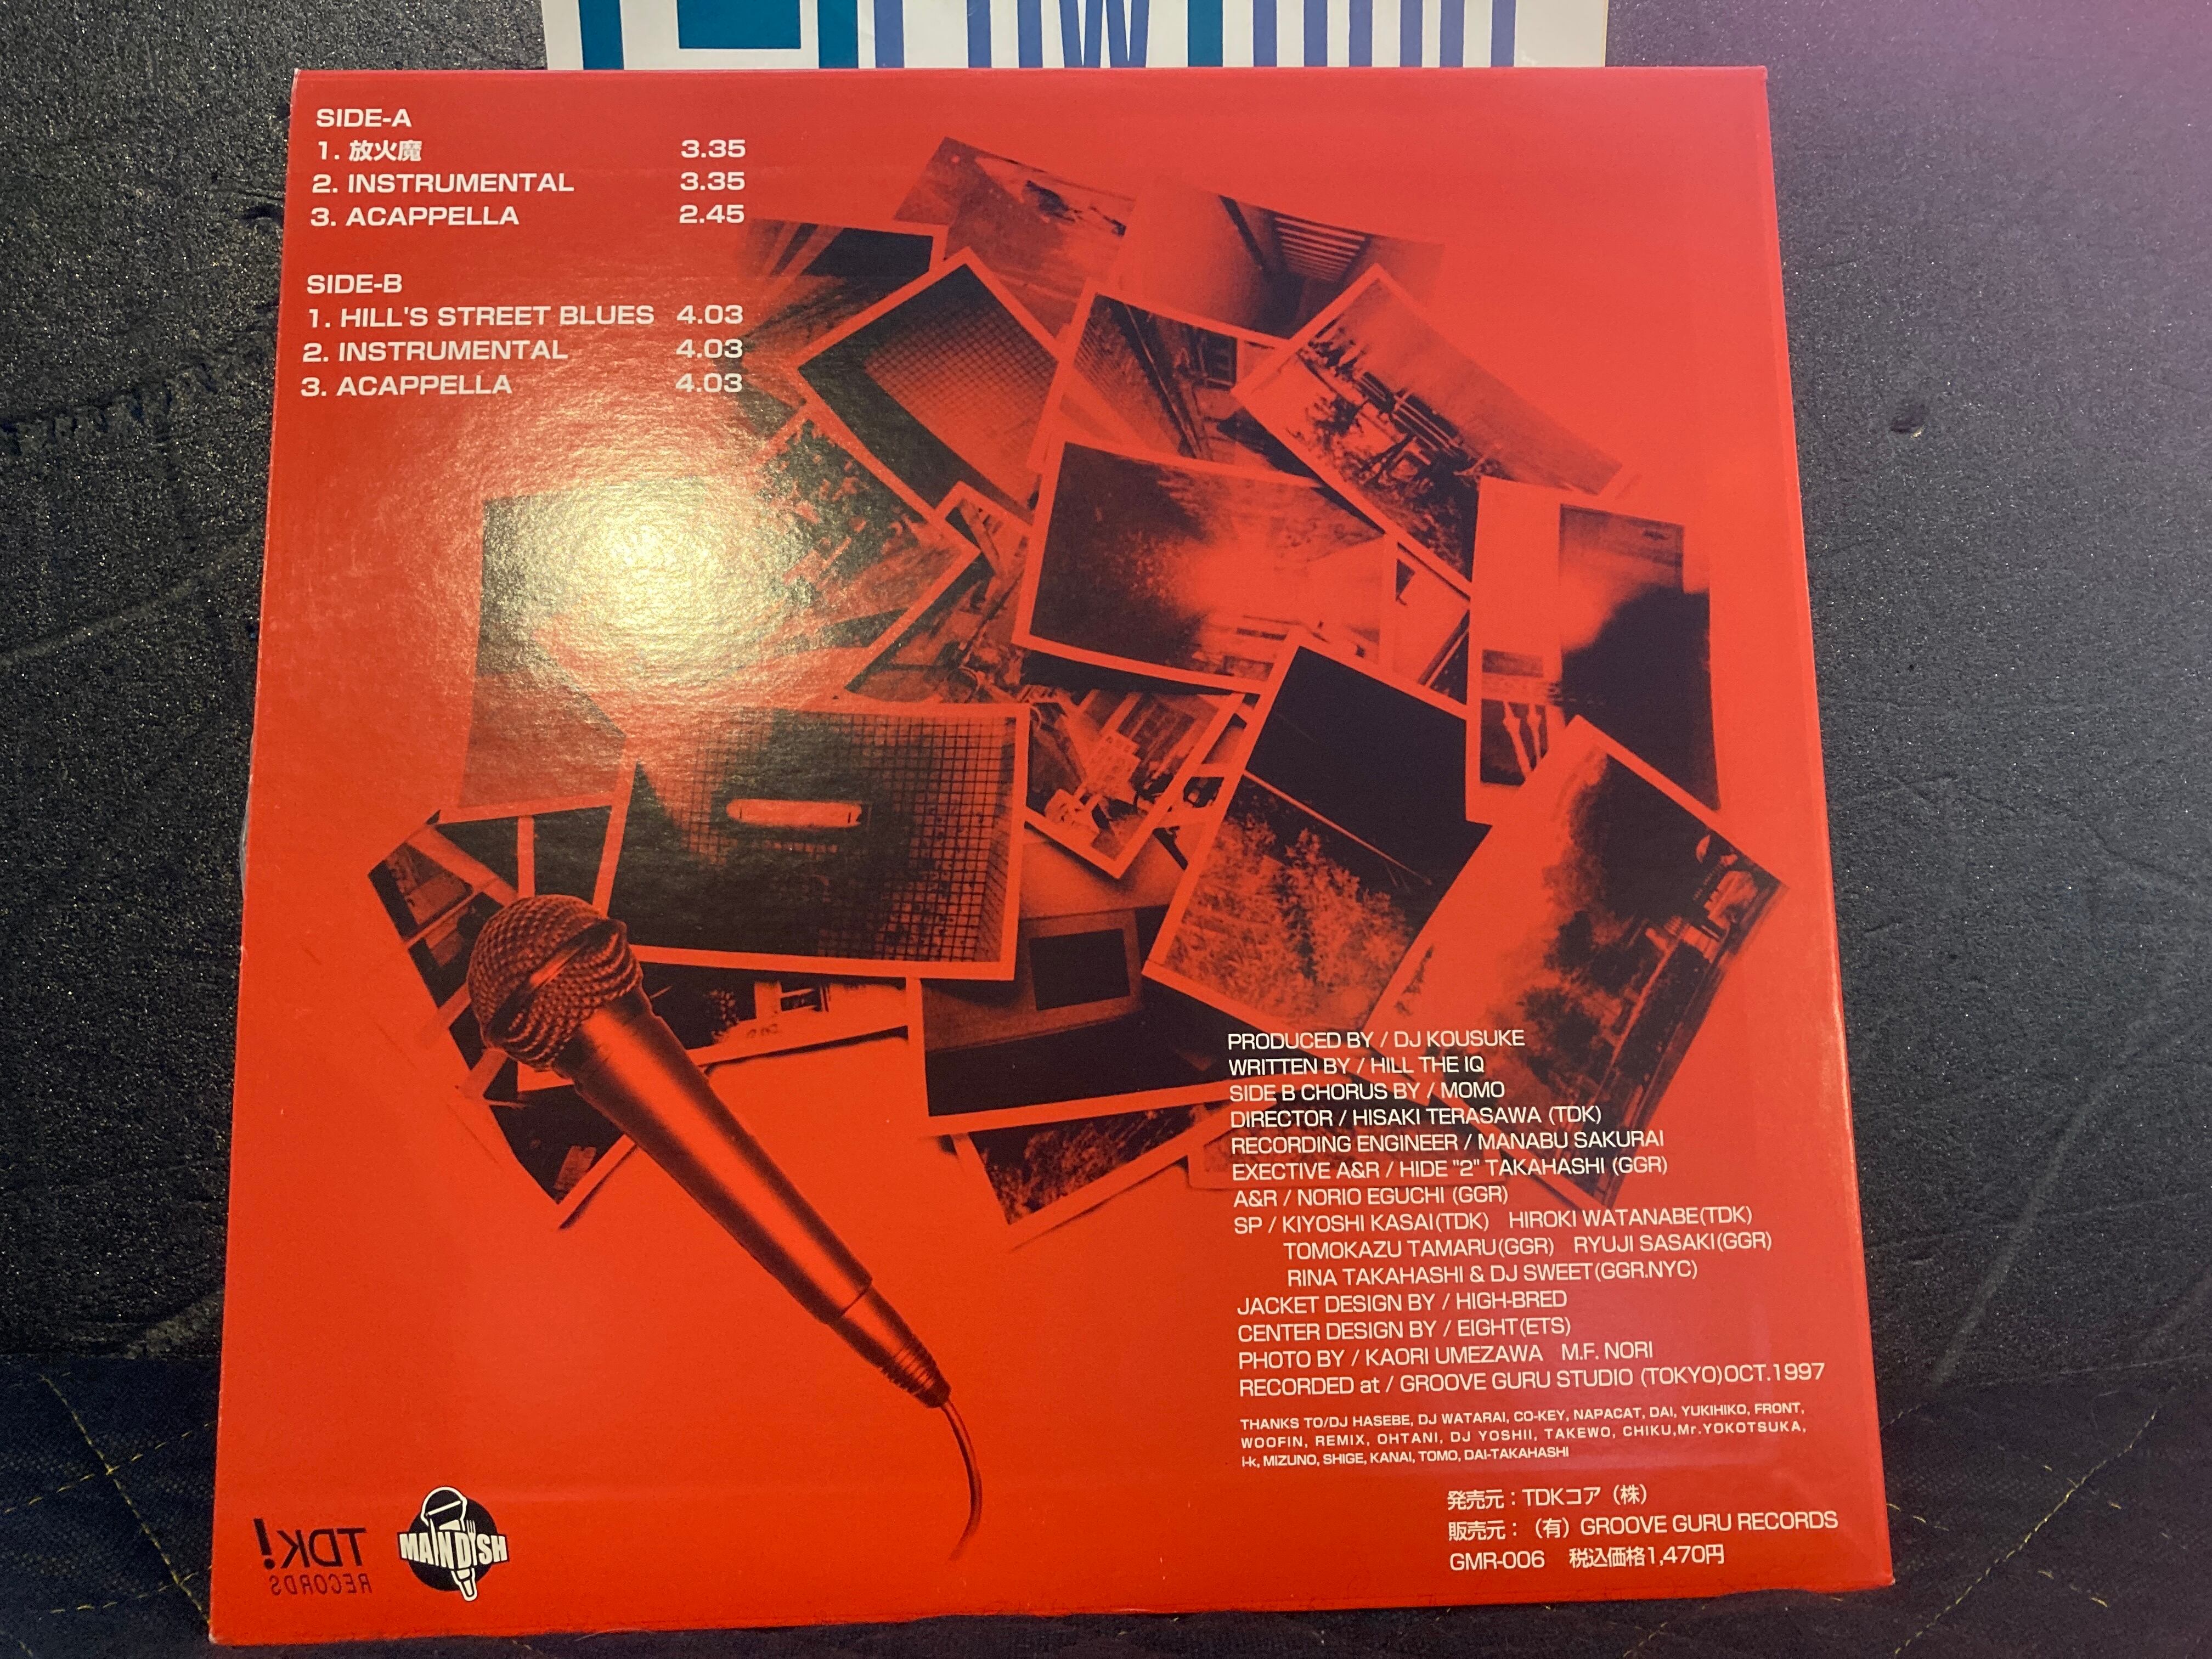 SIDE-A
1. 放火魔 3.35
2. INSTRUMENTAL 3.35
3. ACAPPELLA 2.45
SIDE-B
1. HILL'S STREET BLUES 4.03
2. INSTRUMENTAL 4.03
3. ACAPPELLA 4.03
PRODUCED BY / DJ KOUSUKE
WRITTEN BY / HILL THE IQ
SIDE B CHORUS BY / MOMO
DIRECTOR / HISAKI TERASAWA (TDK)
RECORDING ENGINEER / MANABU SAKURAI
EXECTIVE A&R / HIDE "2" TAKAHASHI (GGR)
A&R / NORIO EGUCHI (GGR)
SP / KIYOSHI KASAI(TDK) HIROKI WATANABE(TDK)
TOMOKAZU TAMARU(GGR) RYUJI SASAKI(GGR)
RINA TAKAHASHI & DJ SWEET(GGR.NYC)
JACKET DESIGN BY / HIGH-BRED
CENTER DESIGN BY / EIGHT(ETS)
PHOTO BY / KAORI UMEZAWA M.F. NORI
RECORDED at / GROOVE GURU STUDIO (TOKYO)OCT.1997
THANKS TO/DJ HASEBE, DJ WATARAI, CO-KEY, NAPACAT, DAI, YUKIHIKO, FRONT,
WOOFIN, REMIX, OHTANI, DJ YOSHII, TAKEWO, CHIKU,Mr.YOKOTSUKA,
I-k, MIZUNO, SHIGE, KANAI, TOMO, DAI-TAKAHASHI
発売元：TDKコア（株）
販売元：（有）GROOVE GURU RECORDS
GMR-006 税込価格1,470円
TDK!
RECORDS
MAIN DISH